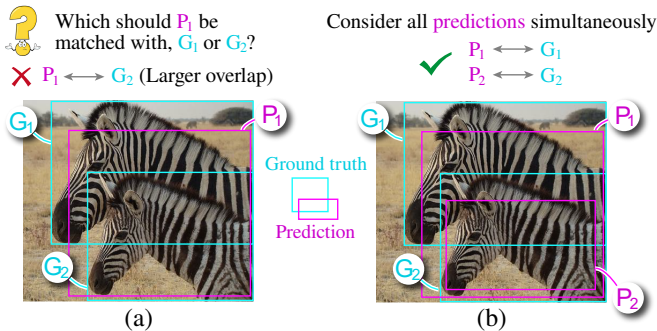 Which should P₁ be
matched with, G₁ or G₂?
P₁ ⟷ G₂ (Larger overlap)
G₁
P₁
G₂
(a)
Ground truth
Prediction
Consider all predictions simultaneously
P₁ ⟷ G₁
P₂ ⟷ G₂
G₁
P₁
G₂
P₂
(b)